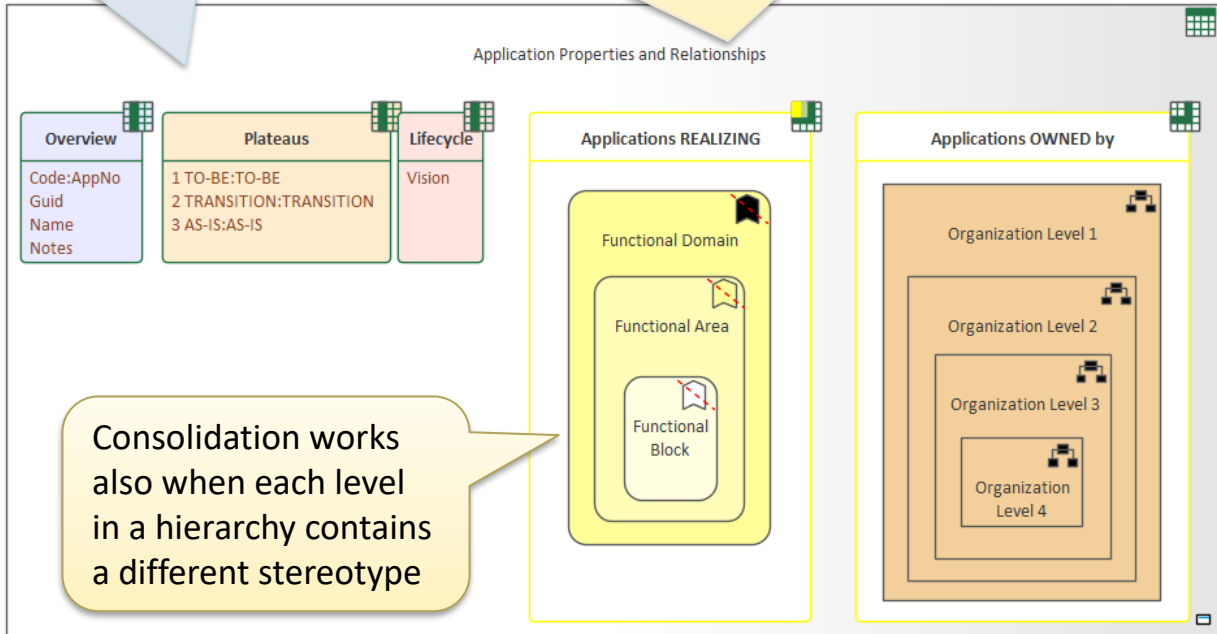 Application Properties and Relationships
Overview
Code:AppNo
Guid
Name
Notes
Plateaus
1 TO-BE:TO-BE
2 TRANSITION:TRANSITION
3 AS-IS:AS-IS
Lifecycle
Vision
Applications REALIZING
Functional Domain
Functional Area
Functional
Block
Applications OWNED by
Organization Level 1
Organization Level 2
Organization Level 3
Organization
Level 4
Consolidation works
also when each level
in a hierarchy contains
a different stereotype